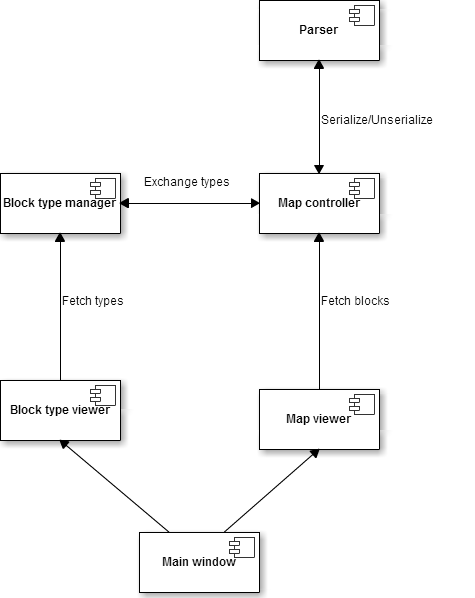 Parser
Serialize/Unserialize
Exchange types
Block type manager
Map controller
Fetch types
Fetch blocks
Block type viewer
Map viewer
Main window